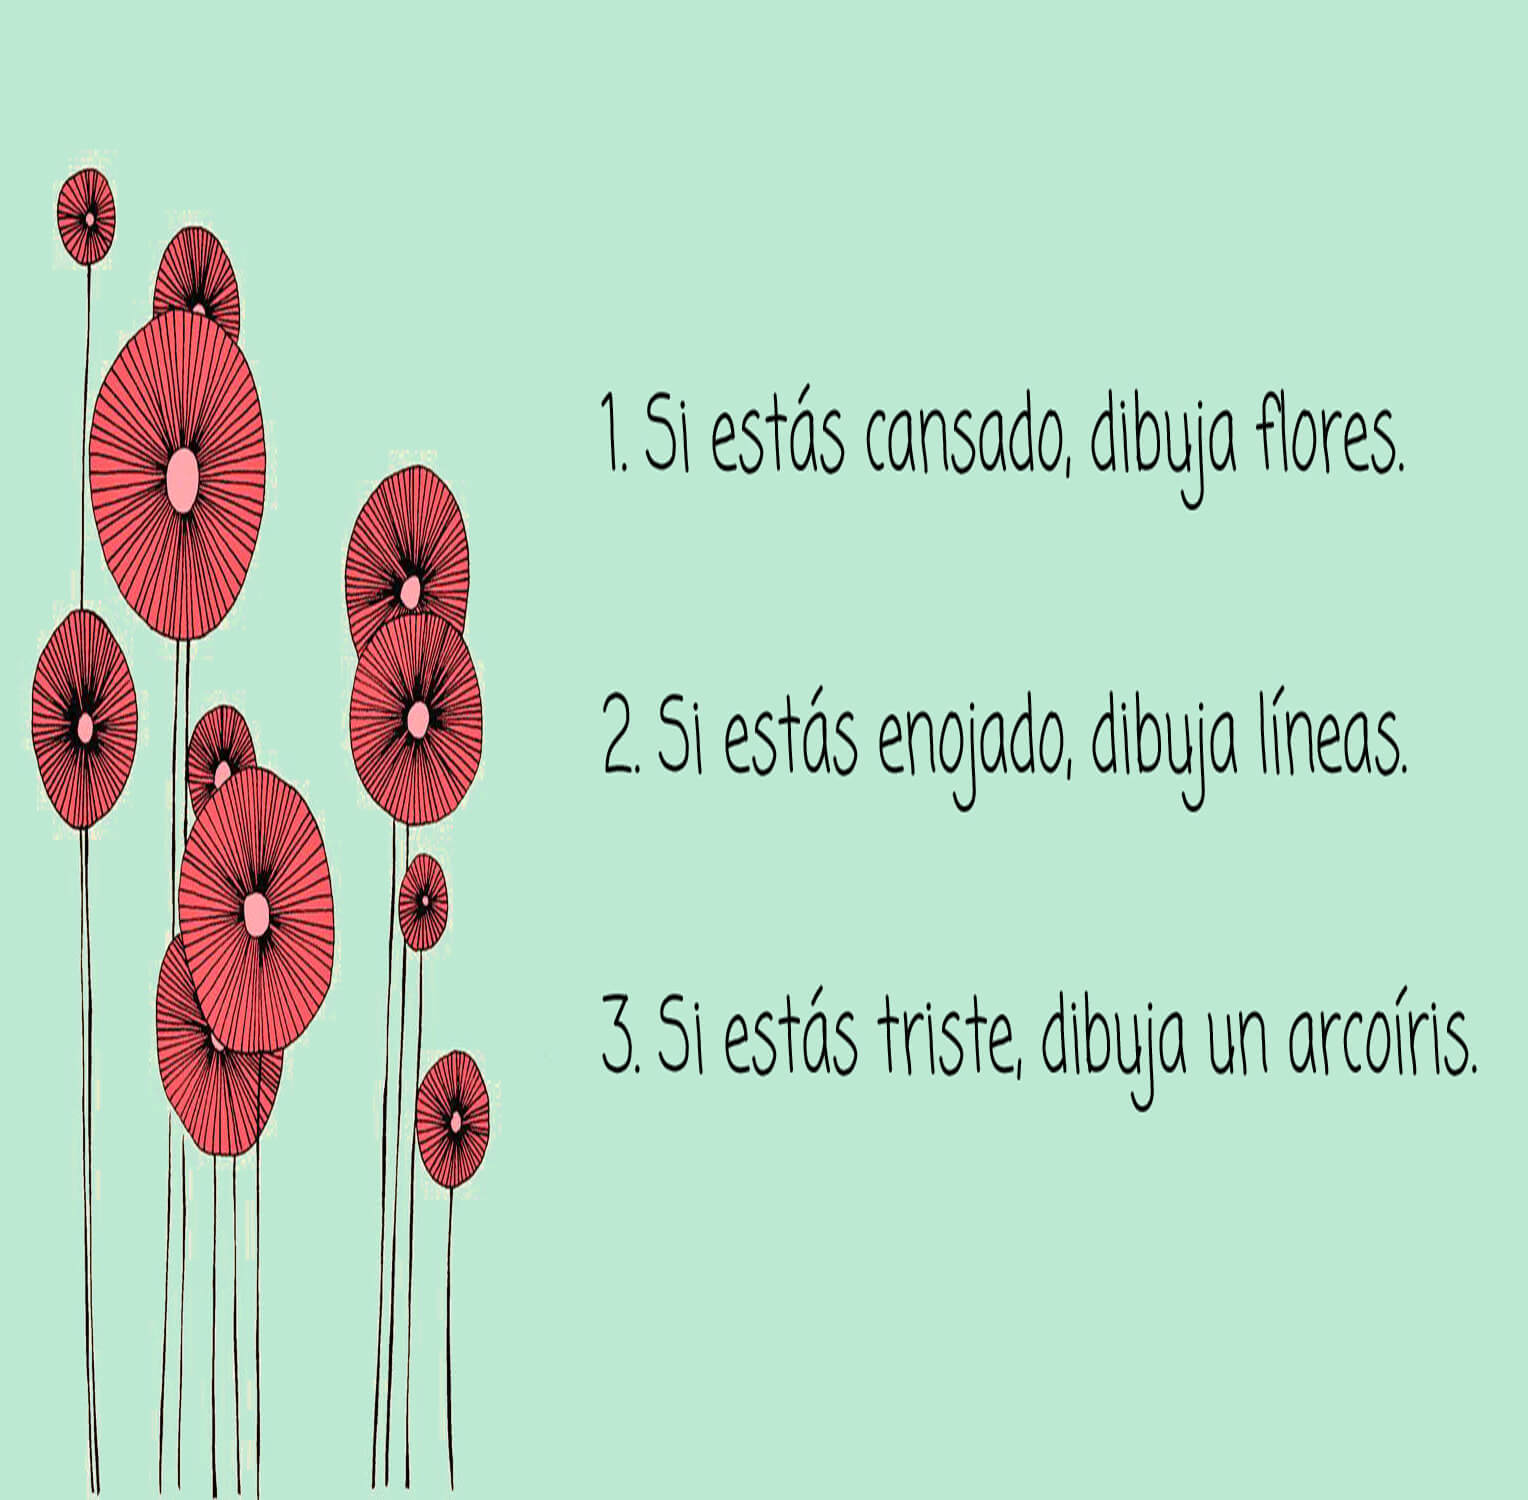 1. Si estás cansado, dibuja flores.
2. Si estás enojado, dibuja líneas.
3. Si estás triste, dibuja un arcoíris.